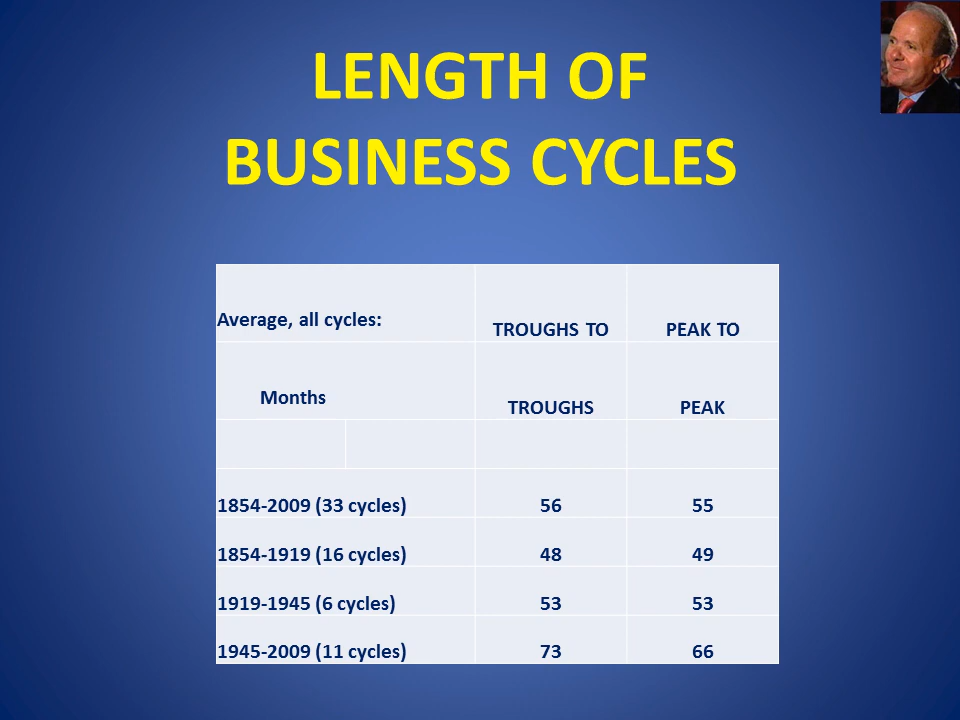 LENGTH OF
BUSINESS CYCLES
Average, all cycles: TROUGHS TO PEAK TO
Months TROUGHS PEAK
1854-2009 (33 cycles) 56 55
1854-1919 (16 cycles) 48 49
1919-1945 (6 cycles) 53 53
1945-2009 (11 cycles) 73 66